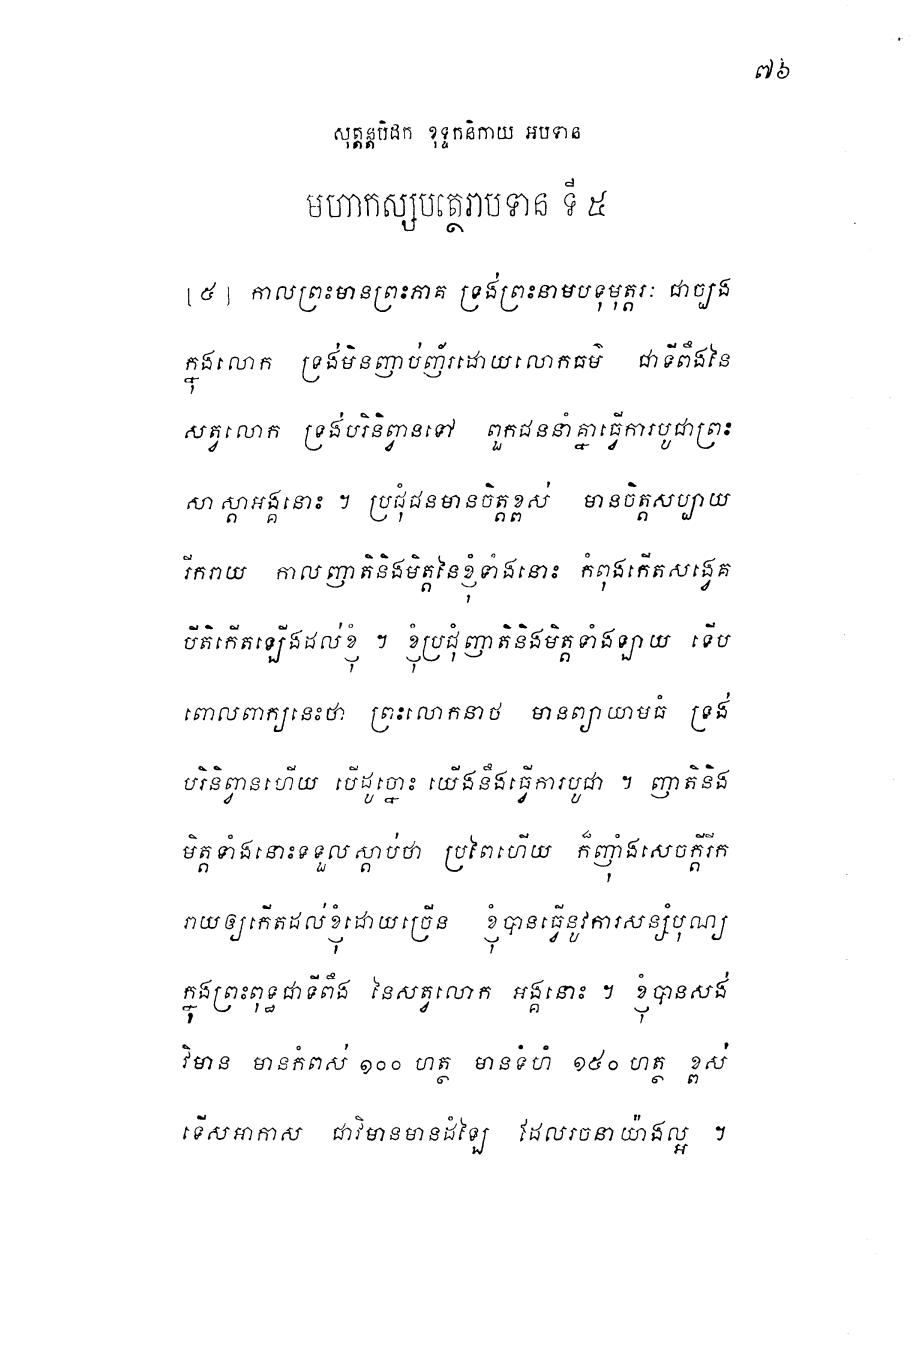 ៧៦
សុត្តន្តបិដក ខុទ្ទកនិកាយ អបទាន
មហាកស្សបត្ថេរាបទាន ទី ៥
[ ៥ ] កាលព្រះមានព្រះភាគ ទ្រង់ព្រះនាមបទុមុត្តរៈ ជាច្បង
ក្នុងលោក ទ្រង់មិនញាប់ញ័រដោយលោកធម៌ ជាទីពឹងនៃ
សត្វលោក ទ្រង់បរិនិព្វានទៅ ពួកជននាំគ្នាធ្វើការបូជាព្រះ
សាស្តាអង្គនោះ ។ ប្រជុំជនមានចិត្តខ្ពស់ មានចិត្តសប្បាយ
រីករាយ កាលញាតិនិងមិត្តនៃខ្ញុំទាំងនោះ កំពុងកើតសង្វេគ
បីតិកើតឡើងដល់ខ្ញុំ ។ ខ្ញុំប្រជុំញាតិនិងមិត្តទាំងឡាយ ទើប
ពោលពាក្យនេះថា ព្រះលោកនាថ មានព្យាយាមធំ ទ្រង់
បរិនិព្វានហើយ បើដូច្នោះ យើងនឹងធ្វើការបូជា ។ ញាតិនិង
មិត្តទាំងនោះទទួលស្តាប់ថា ប្រពៃហើយ ក៏ញ៉ាំងសេចក្តីរីក
រាយឲ្យកើតដល់ខ្ញុំដោយច្រើន ខ្ញុំបានធ្វើនូវការសន្សំបុណ្យ
ក្នុងព្រះពុទ្ធជាទីពឹង នៃសត្វលោក អង្គនោះ ។ ខ្ញុំបានសង់
វិមាន មានកំពស់ ១០០ ហត្ថ មានទំហំ ១៥០ ហត្ថ ខ្ពស់
ទើសអាកាស ជាវិមានមានដំឡៃ ដែលរចនាយ៉ាងល្អ ។